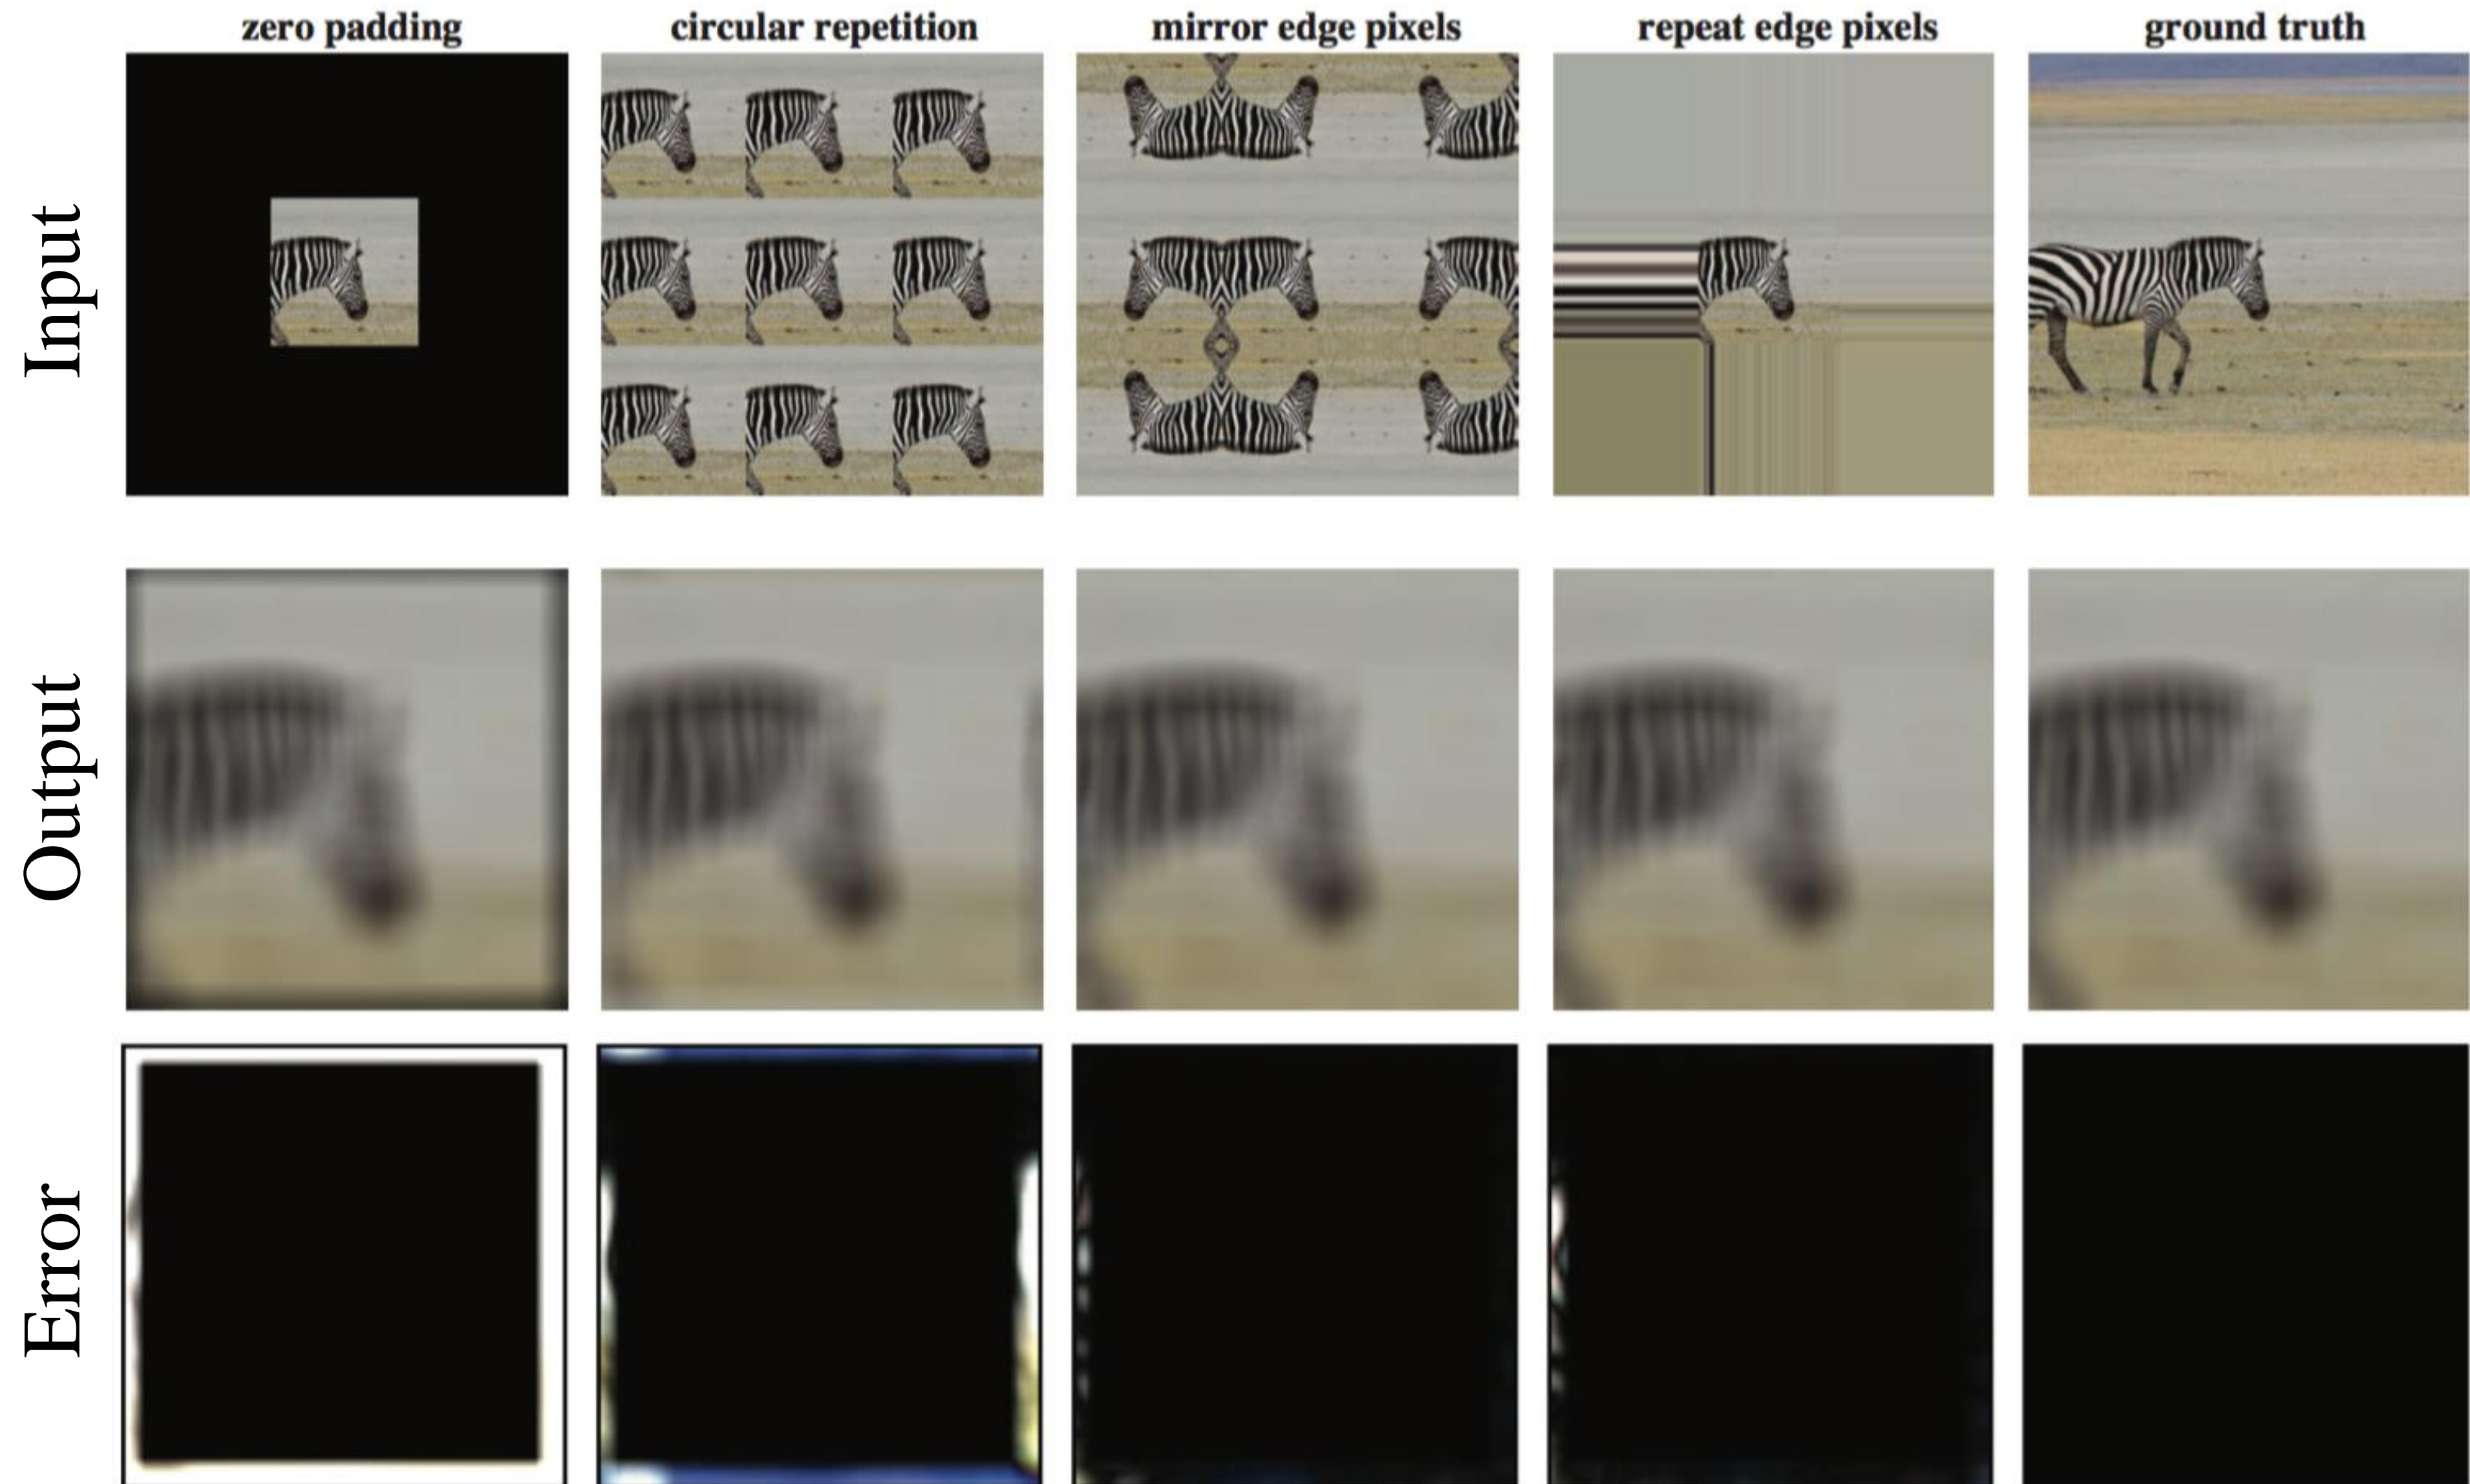 zero padding
circular repetition
mirror edge pixels
repeat edge pixels
ground truth
Input
Output
Error